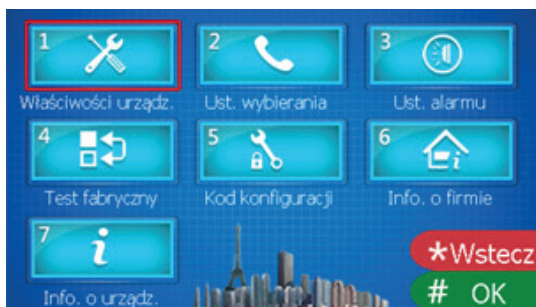 1 2 3
Właściwości urządz. Ust. wybierania Ust. alarmu
4 5 6
Test fabryczny Kod konfiguracji Info. o firmie
7
*Wstecz
Info. o urządz.
# OK